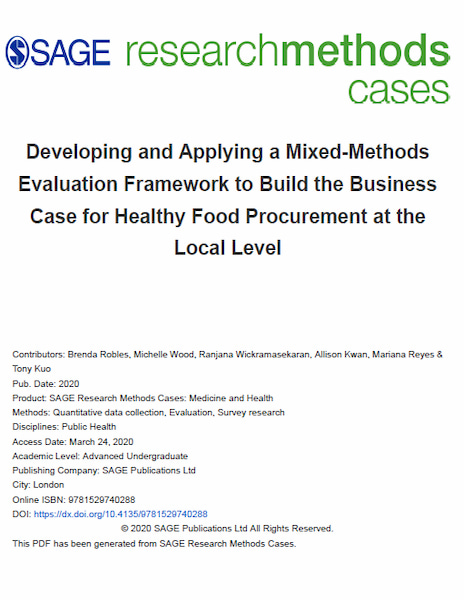 SAGE researchmethods
cases
Developing and Applying a Mixed-Methods
Evaluation Framework to Build the Business
Case for Healthy Food Procurement at the
Local Level
Contributors: Brenda Robles, Michelle Wood, Ranjana Wickramasekaran, Allison Kwan, Mariana Reyes &
Tony Kuo
Pub. Date: 2020
Product: SAGE Research Methods Cases: Medicine and Health
Methods: Quantitative data collection, Evaluation, Survey research
Disciplines: Public Health
Access Date: March 24, 2020
Academic Level: Advanced Undergraduate
Publishing Company: SAGE Publications Ltd
City: London
Online ISBN: 9781529740288
DOI: https://dx.doi.org/10.4135/9781529740288
© 2020 SAGE Publications Ltd All Rights Reserved.
This PDF has been generated from SAGE Research Methods Cases.